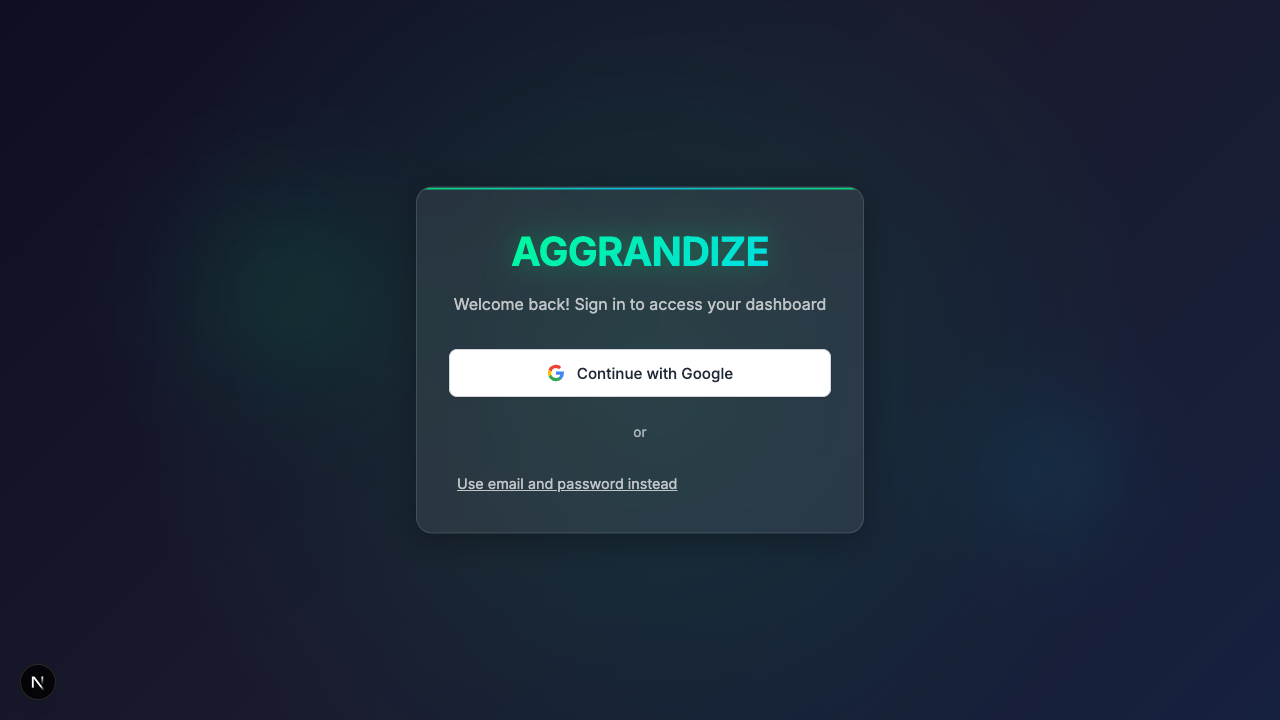 AGGRANDIZE
Welcome back! Sign in to access your dashboard
Continue with Google
or
Use email and password instead
N